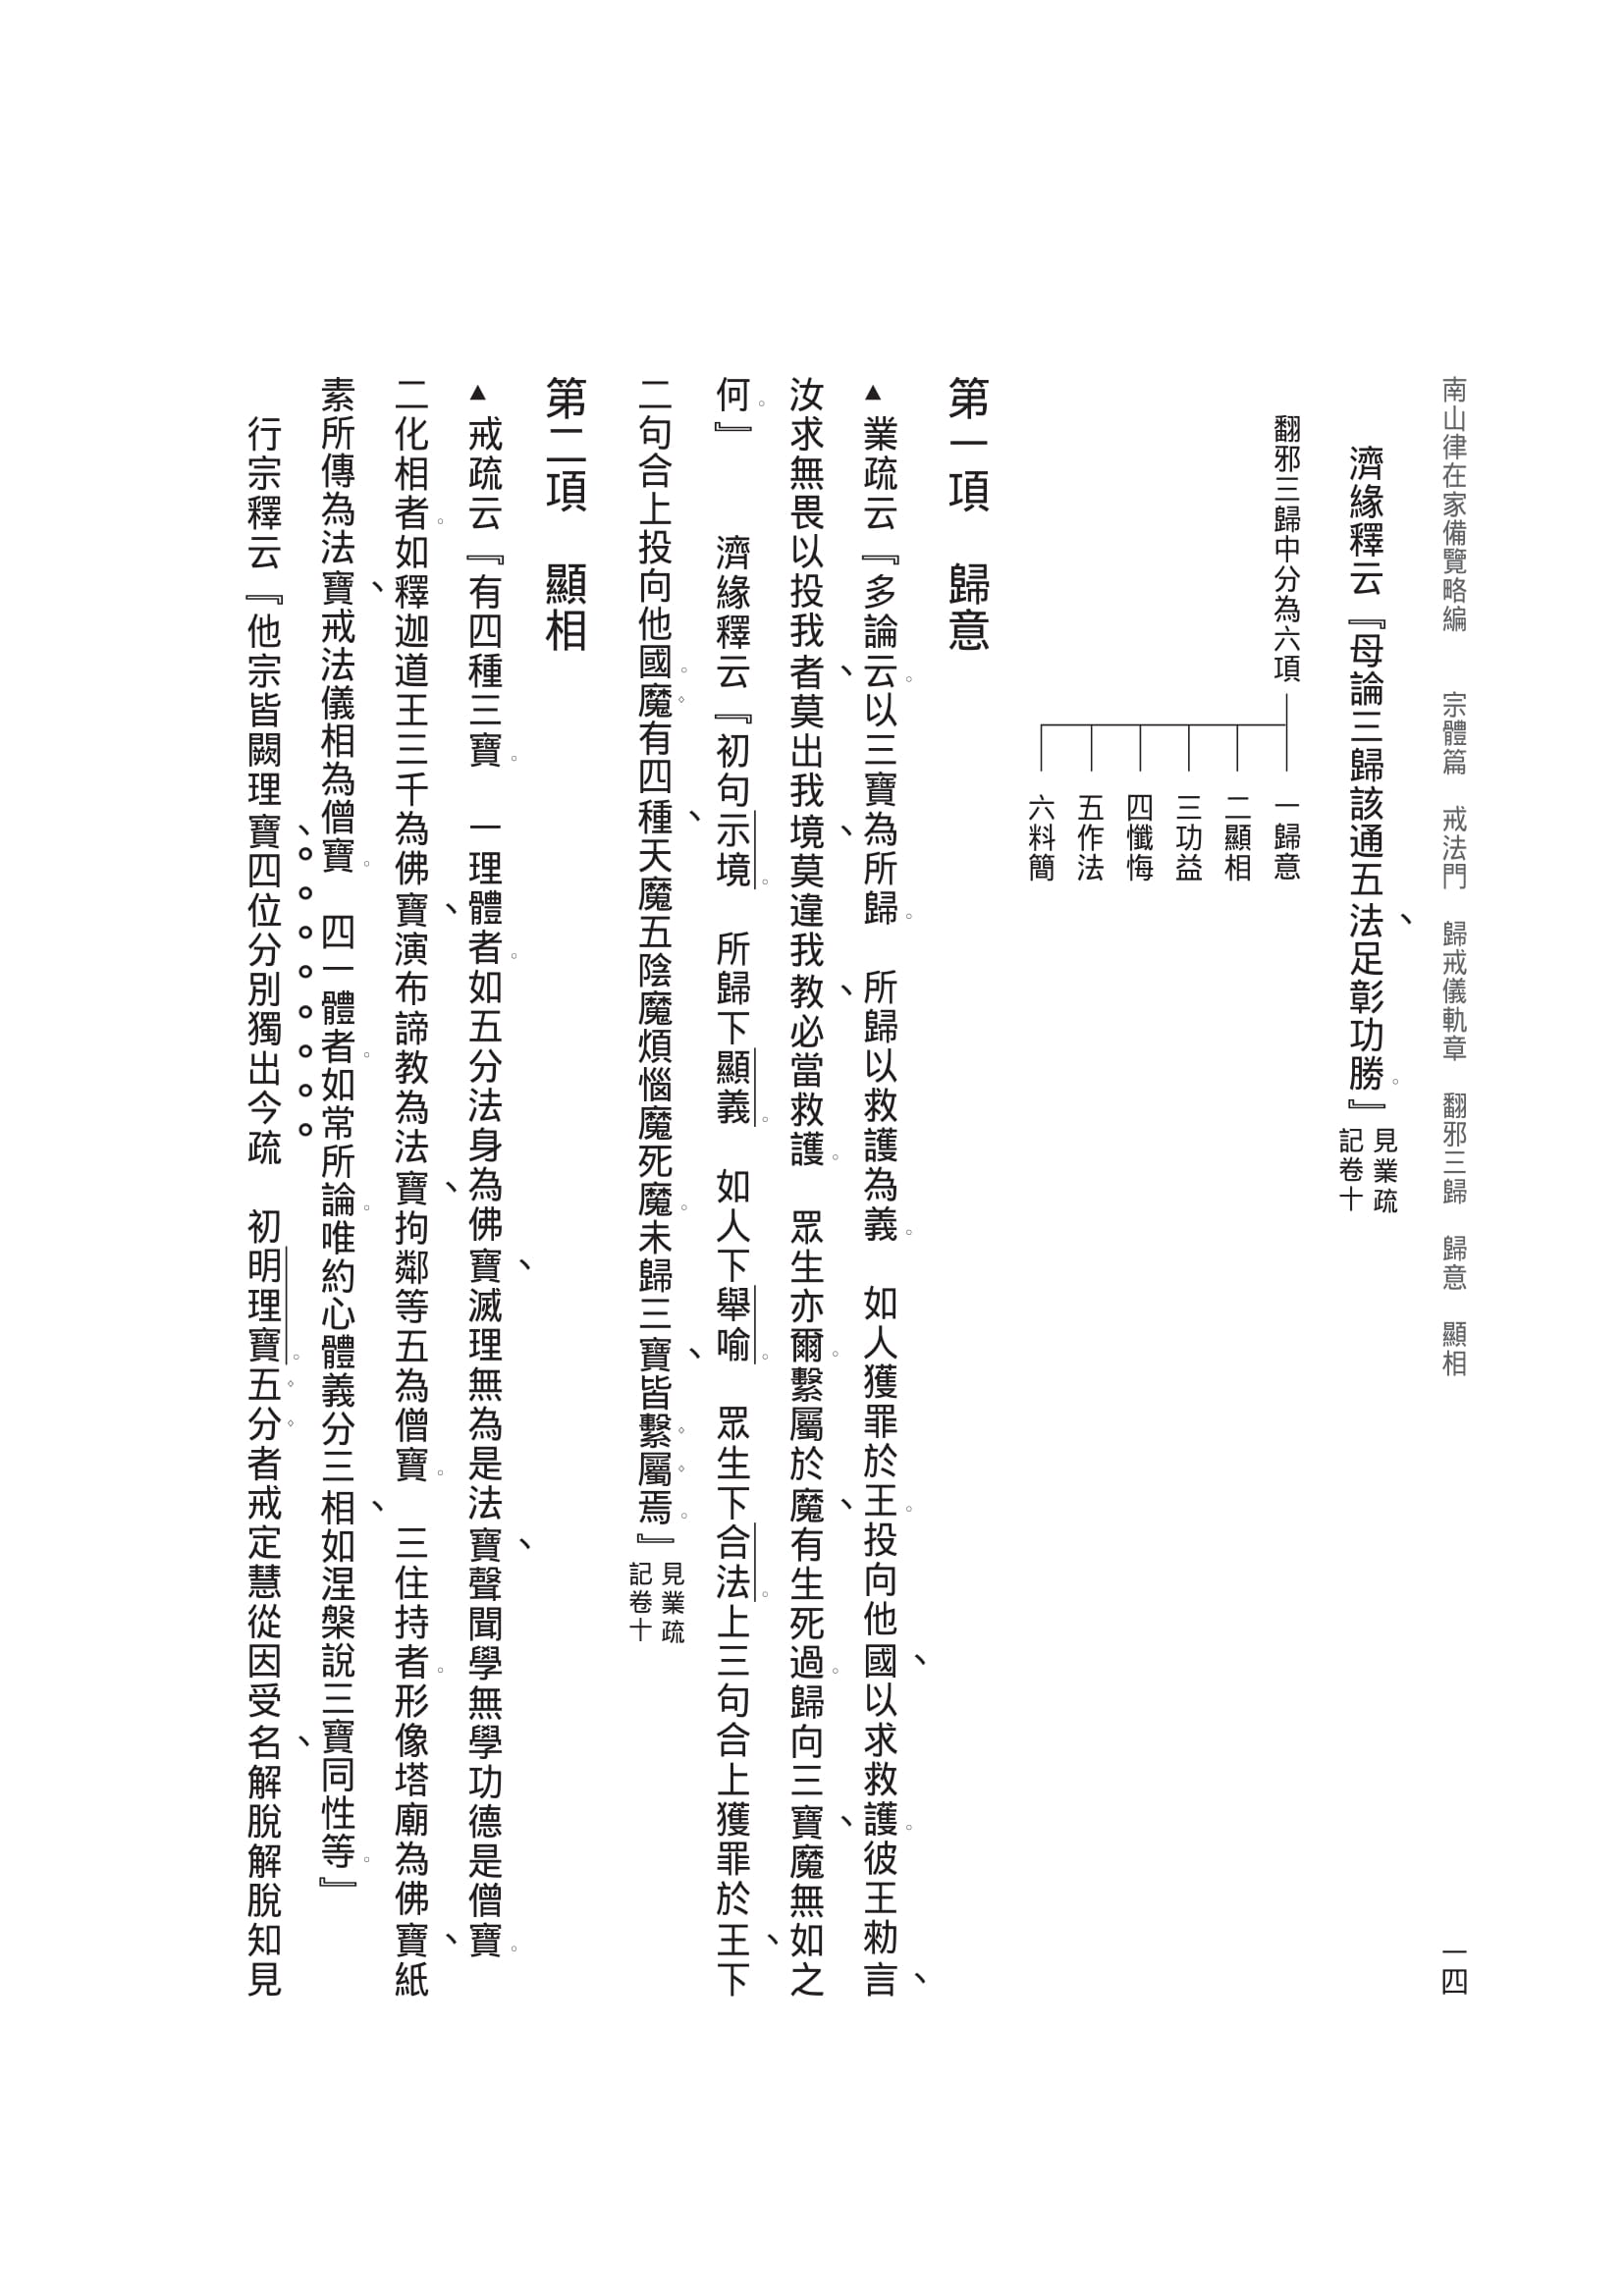 南山律在家備覽略編　宗體篇　戒法門　歸戒儀軌章　翻邪三歸　歸意　顯相
一四
濟緣釋云『母論三歸該通五法、足彰功勝。』見業疏記卷十
翻邪三歸中分為六項
一歸意
二顯相
三功益
四懺悔
五作法
六料簡
第一項　歸意
▲業疏云『多論云。以三寶為所歸。　所歸以救護為義。　如人獲罪於王。投向他國、以求救護。彼王勑言、
汝求無畏以投我者、莫出我境、莫違我教、必當救護。　眾生亦爾。繫屬於魔、有生死過。歸向三寶、魔無如之
何。』　　濟緣釋云『初句示境。　所歸下顯義。　如人下舉喻。　眾生下合法。上三句合上獲罪於王、下
二句合上投向他國。魔有四種、天魔五陰魔煩惱魔死魔。未歸三寶、皆繫屬焉。』見業疏記卷十
第二項　顯相
▲戒疏云『有四種三寶。　一理體者。如五分法身為佛寶、滅理無為是法寶、聲聞學無學功德是僧寶。
二化相者。如釋迦道王三千為佛寶、演布諦教為法寶、拘鄰等五為僧寶。　三住持者。形像塔廟為佛寶、紙
素所傳為法寶、戒法儀相為僧寶。　四一體者。如常所論。唯約心體義分三相、如涅槃說三寶同性等。』
行宗釋云『他宗皆闕理寶、四位分別獨出今疏　初明理寶。五分者戒定慧從因受名、解脫解脫知見